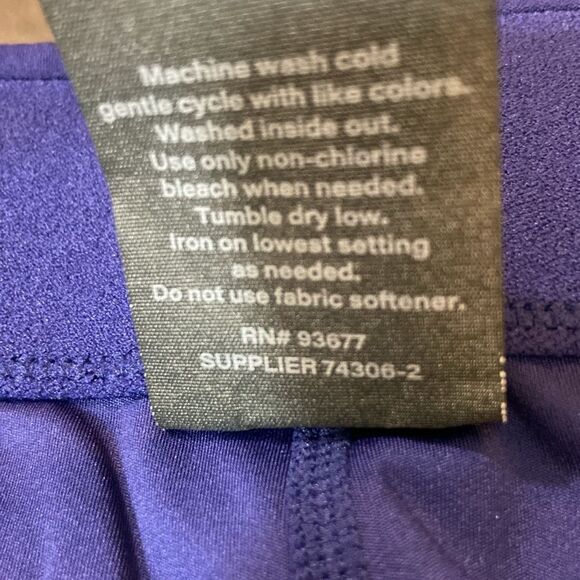 Machine wash cold
gentle cycle with like colors.
Washed inside out.
Use only non-chlorine
bleach when needed.
Tumble dry low.
Iron on lowest setting
as needed.
Do not use fabric softener.
RN# 93677
SUPPLIER 74306-2